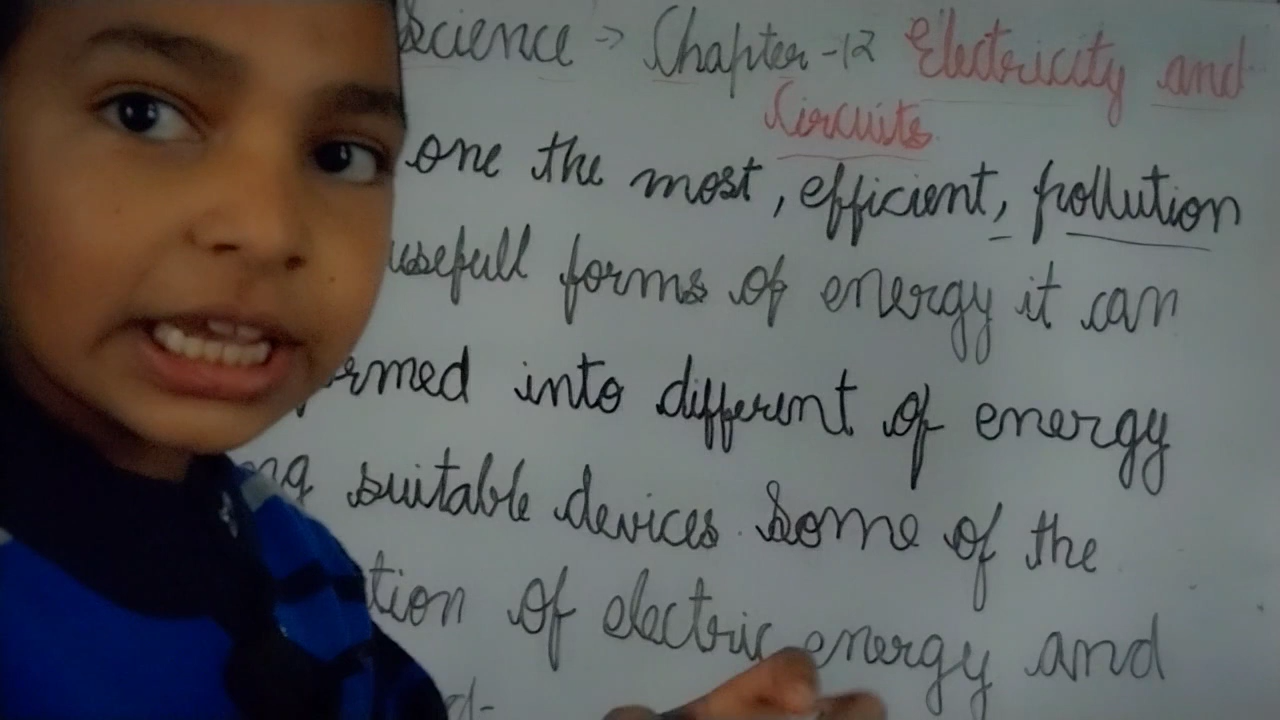 Science → Chapter-12 Electricity and
Circuits
one the most, efficient, pollution
usefull forms of energy it can
rmed into different of energy
ng suitable devices. Some of the
tion of electric energy and
d-